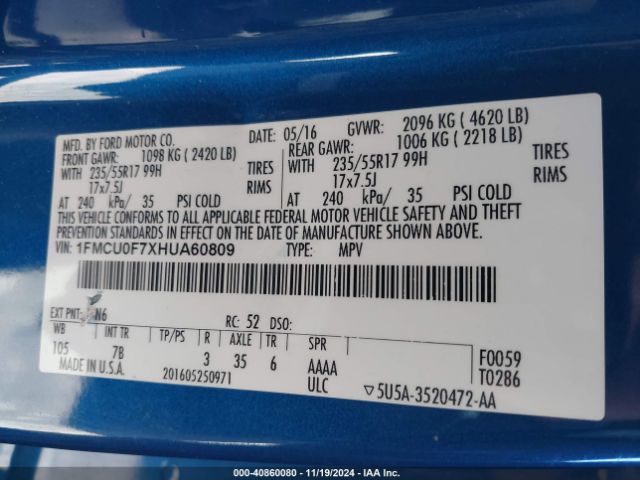 MFD. BY FORD MOTOR CO.
DATE: 05/16 GVWR: 2096 KG ( 4620 LB)
FRONT GAWR: 1098 KG ( 2420 LB)
REAR GAWR: 1006 KG ( 2218 LB)
WITH 235/55R17 99H TIRES
WITH 235/55R17 99H TIRES
17x7.5J RIMS
17x7.5J RIMS
AT 240 kPa/ 35 PSI COLD
AT 240 kPa/ 35 PSI COLD
THIS VEHICLE CONFORMS TO ALL APPLICABLE FEDERAL MOTOR VEHICLE SAFETY AND THEFT
PREVENTION STANDARDS IN EFFECT ON THE DATE OF MANUFACTURE SHOWN ABOVE.
VIN: 1FMCU0F7XHUA60809 TYPE: MPV
EXT PNT: N6 RC: 52 DSO:
WB INT TR TP/PS R AXLE TR SPR
105 7B 3 35 6 AAAA F0059
MADE IN U.S.A. 201605250971 ULC ▽5U5A-3520472-AA T0286
00020 - 40860080 - 11/19/2024 - IAA Inc.